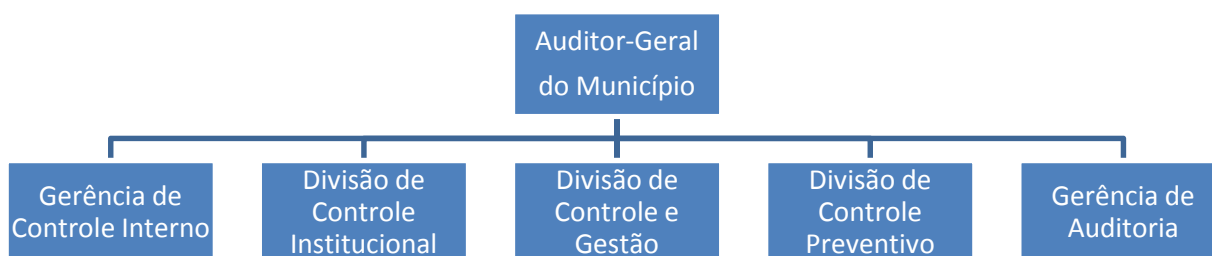 Auditor-Geral
do Município
Gerência de
Controle Interno
Divisão de
Controle
Institucional
Divisão de
Controle e
Gestão
Divisão de
Controle
Preventivo
Gerência de
Auditoria